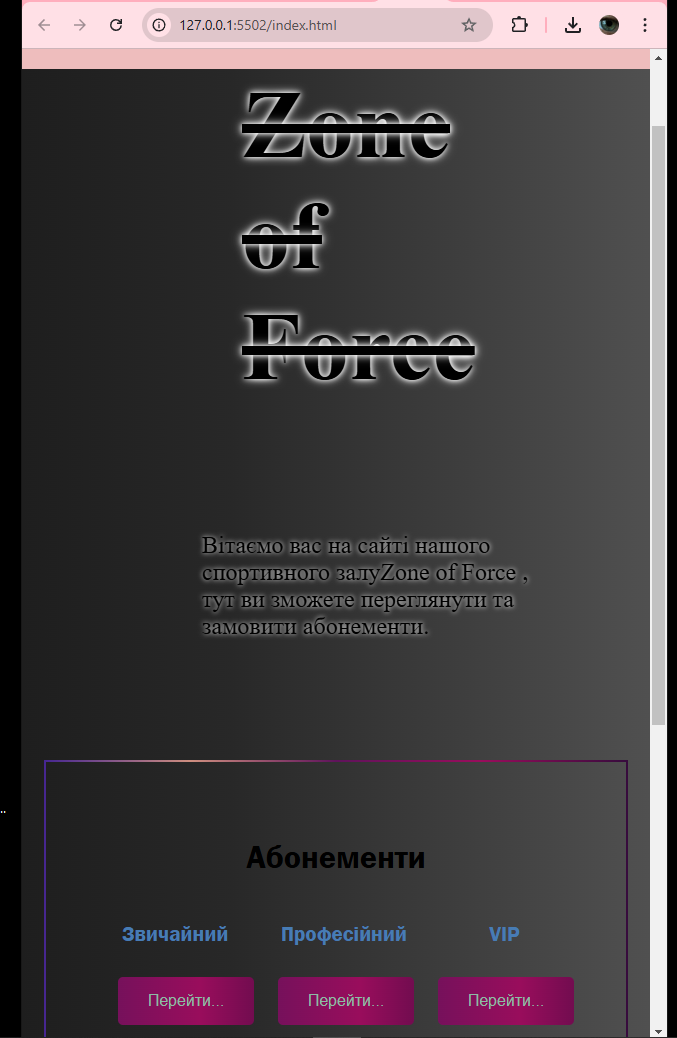 127.0.0.1:5502/index.html
Zone
of
Force
Вітаємо вас на сайті нашого
спортивного залуZone of Force ,
тут ви зможете переглянути та
замовити абонементи.
..
Абонементи
Звичайний Професійний VIP
Перейти... Перейти... Перейти...